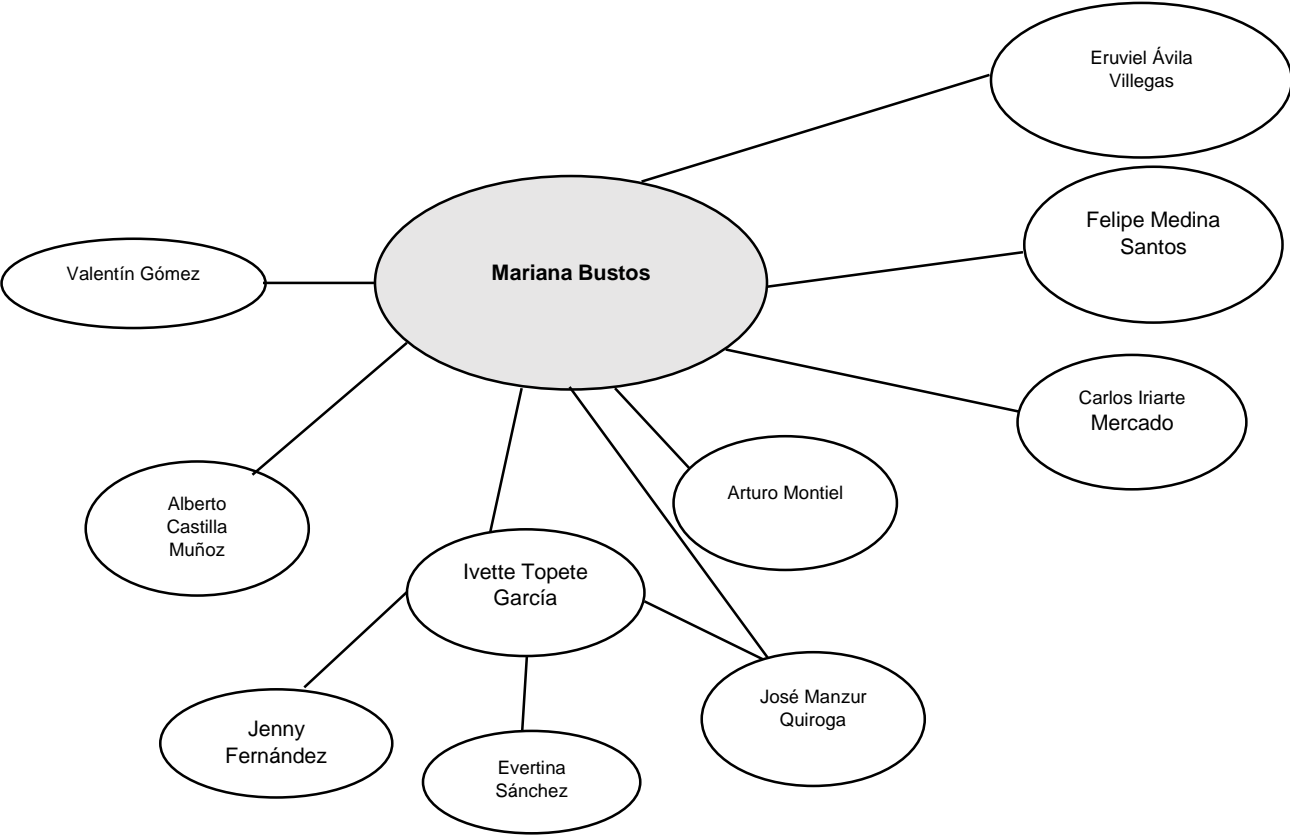 Eruviel Ávila
Villegas
Felipe Medina
Santos
Mariana Bustos
Valentín Gómez
Carlos Iriarte
Mercado
Arturo Montiel
Alberto
Castilla
Muñoz
Ivette Topete
García
José Manzur
Quiroga
Jenny
Fernández
Evertina
Sánchez